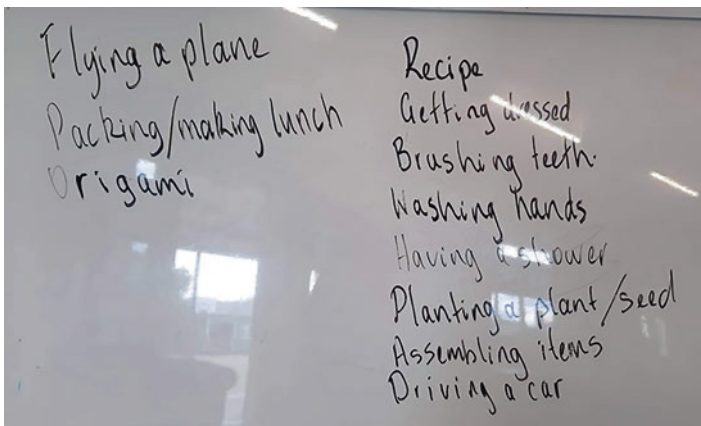 Flying a plane
Packing/making lunch
Origami
Recipe
Getting dressed
Brushing teeth.
Washing hands
Having a shower
Planting a plant/seed
Assembling items
Driving a car